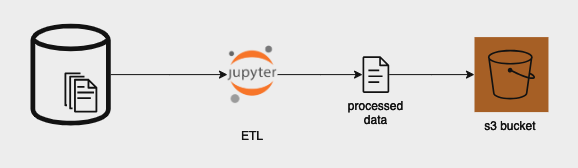 jupyter
ETL
processed
data
s3 bucket